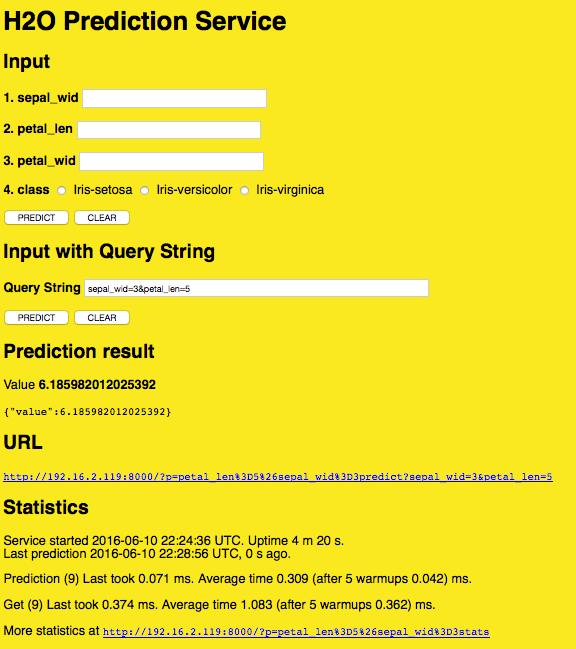 H2O Prediction Service
Input
1. sepal_wid
2. petal_len
3. petal_wid
4. class Iris-setosa Iris-versicolor Iris-virginica
PREDICT CLEAR
Input with Query String
Query String sepal_wid=3&petal_len=5
PREDICT CLEAR
Prediction result
Value 6.185982012025392
{"value":6.185982012025392}
URL
http://192.16.2.119:8000/?p=petal_len%3D5%26sepal_wid%3D3predict?sepal_wid=3&petal_len=5
Statistics
Service started 2016-06-10 22:24:36 UTC. Uptime 4 m 20 s.
Last prediction 2016-06-10 22:28:56 UTC, 0 s ago.
Prediction (9) Last took 0.071 ms. Average time 0.309 (after 5 warmups 0.042) ms.
Get (9) Last took 0.374 ms. Average time 1.083 (after 5 warmups 0.362) ms.
More statistics at http://192.16.2.119:8000/?p=petal_len%3D5%26sepal_wid%3D3stats